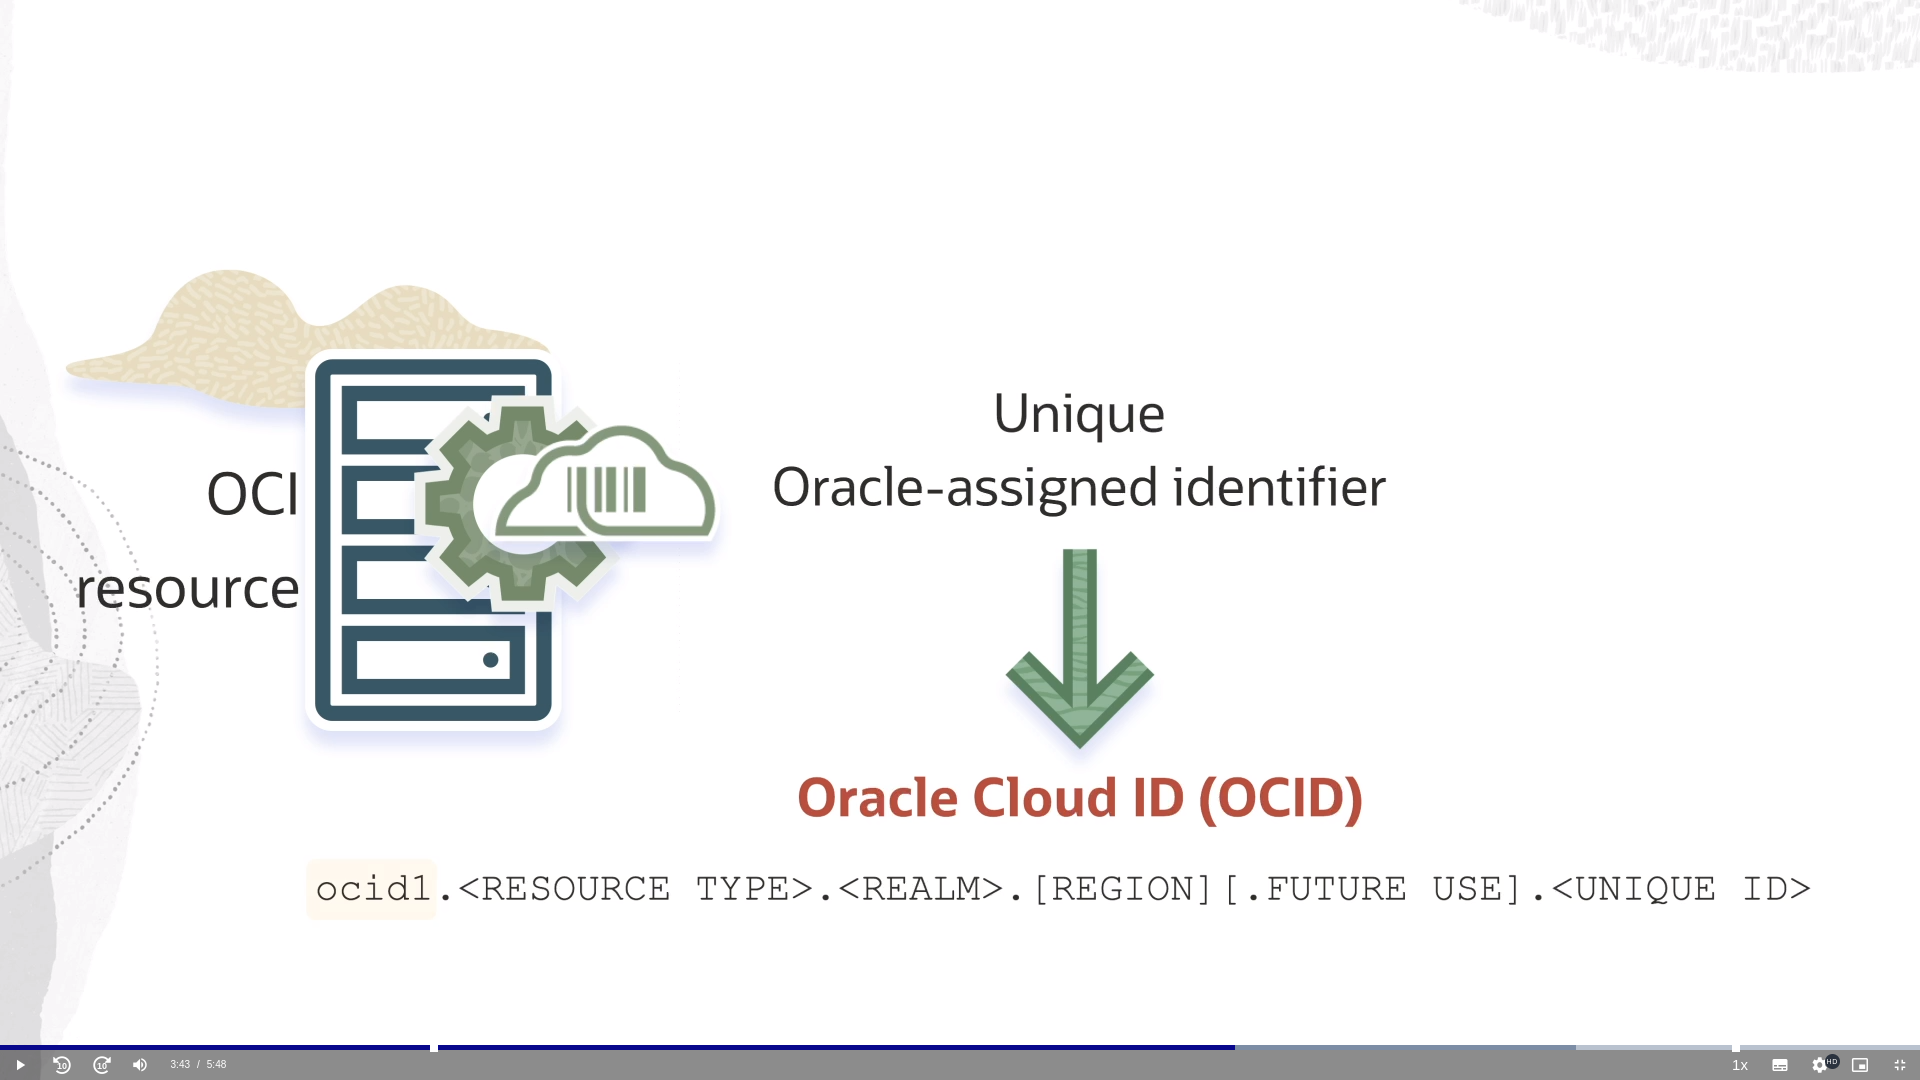 Unique
Oracle-assigned identifier
OCI
resource
Oracle Cloud ID (OCID)
ocid1.<RESOURCE TYPE>.<REALM>.[REGION][.FUTURE USE].<UNIQUE ID>
10
10
3:43 / 5:48
1x
HD